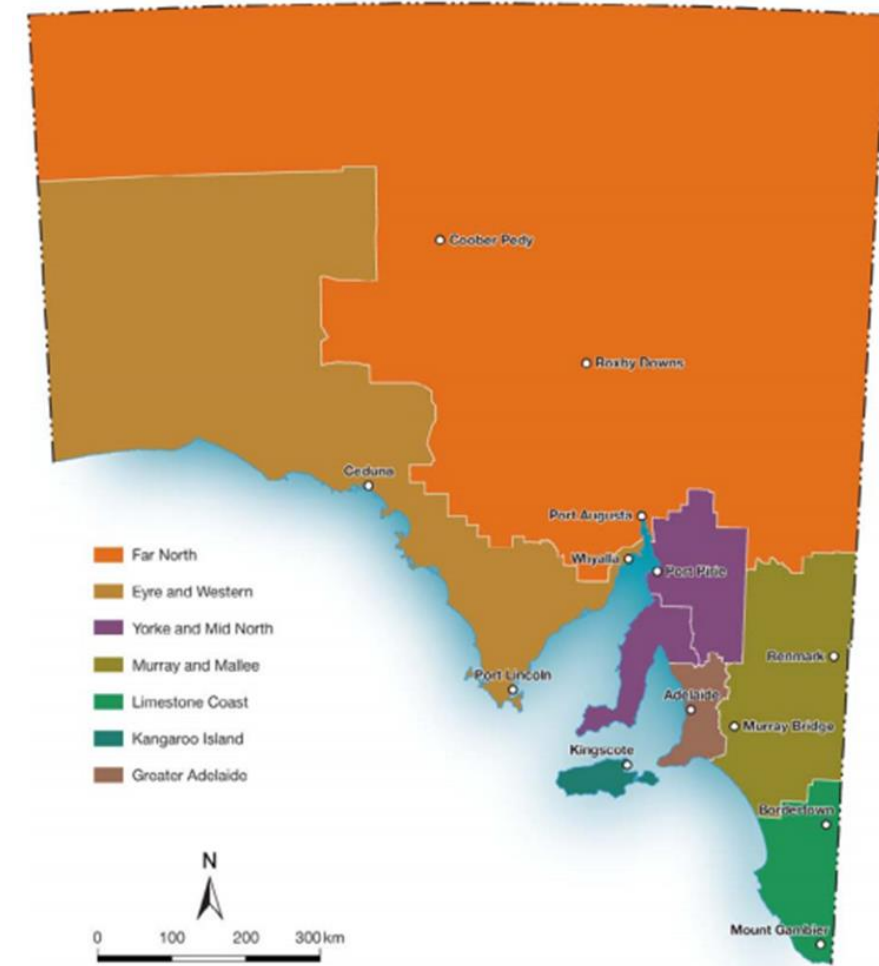 Coober Pedy
Roxby Downs
Ceduna
Port Augusta
Whyalla
Port Pirie
Far North
Eyre and Western
Yorke and Mid North
Murray and Mallee
Limestone Coast
Kangaroo Island
Greater Adelaide
Renmark
Port Lincoln
Adelaide
Murray Bridge
Kingscote
Bordertown
N
Mount Gambier
0 100 200 300 km